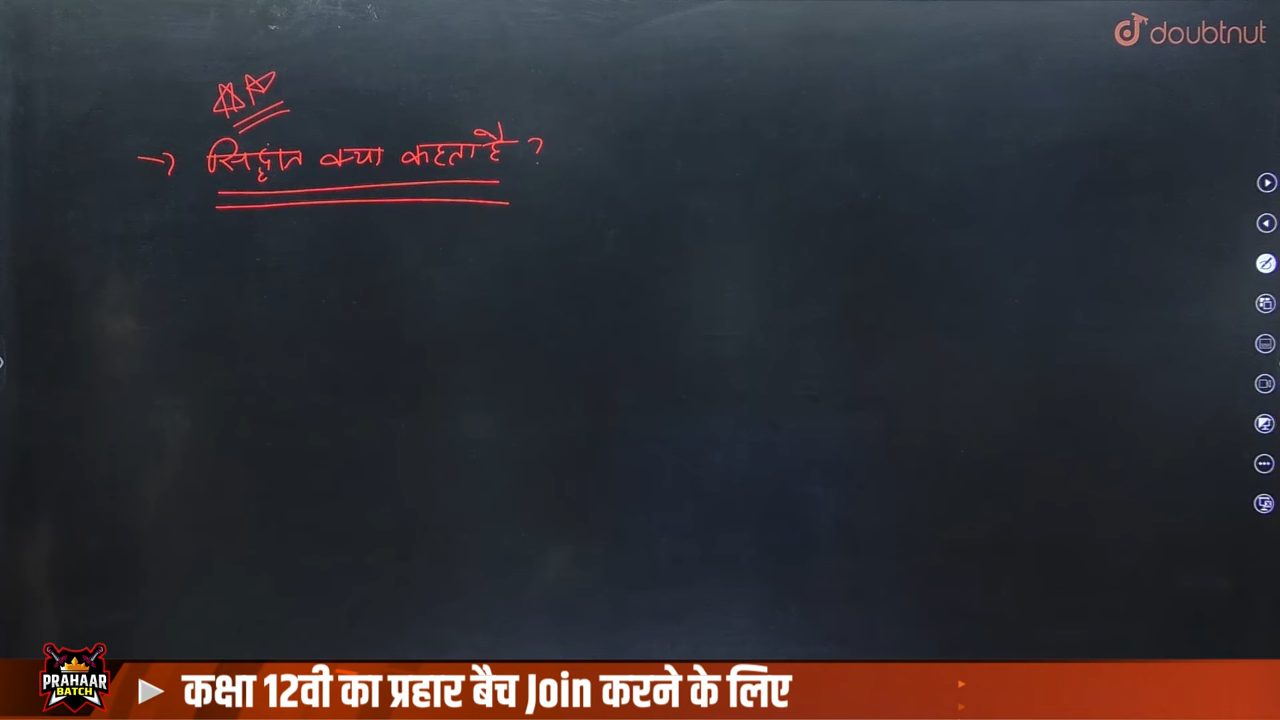 doubtnut
→ सिद्धांत क्या कहता है ?
PRAHAAR
BATCH
कक्षा 12वी का प्रहार बैच Join करने के लिए